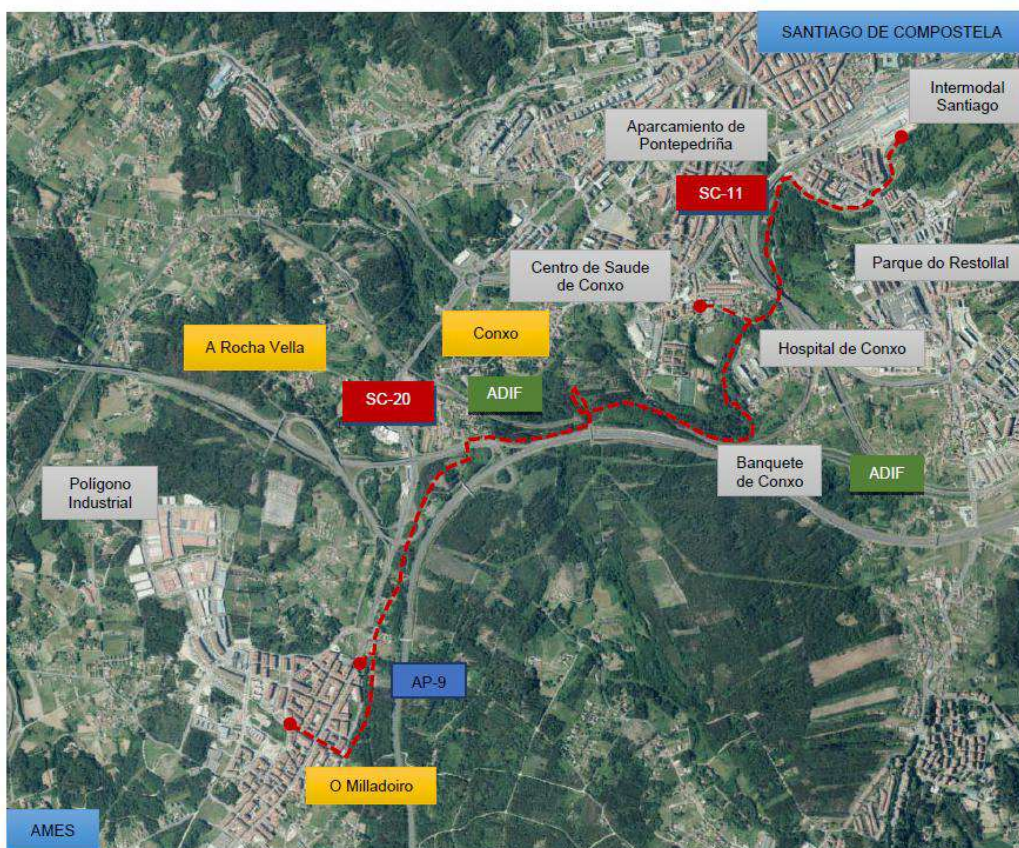 SANTIAGO DE COMPOSTELA
Intermodal
Santiago
Aparcamiento de
Pontepedriña
SC-11
Centro de Saude
de Conxo
Parque do Restollal
Conxo
A Rocha Vella
Hospital de Conxo
SC-20
ADIF
Banquete
de Conxo
ADIF
Polígono
Industrial
AP-9
O Milladoiro
AMES